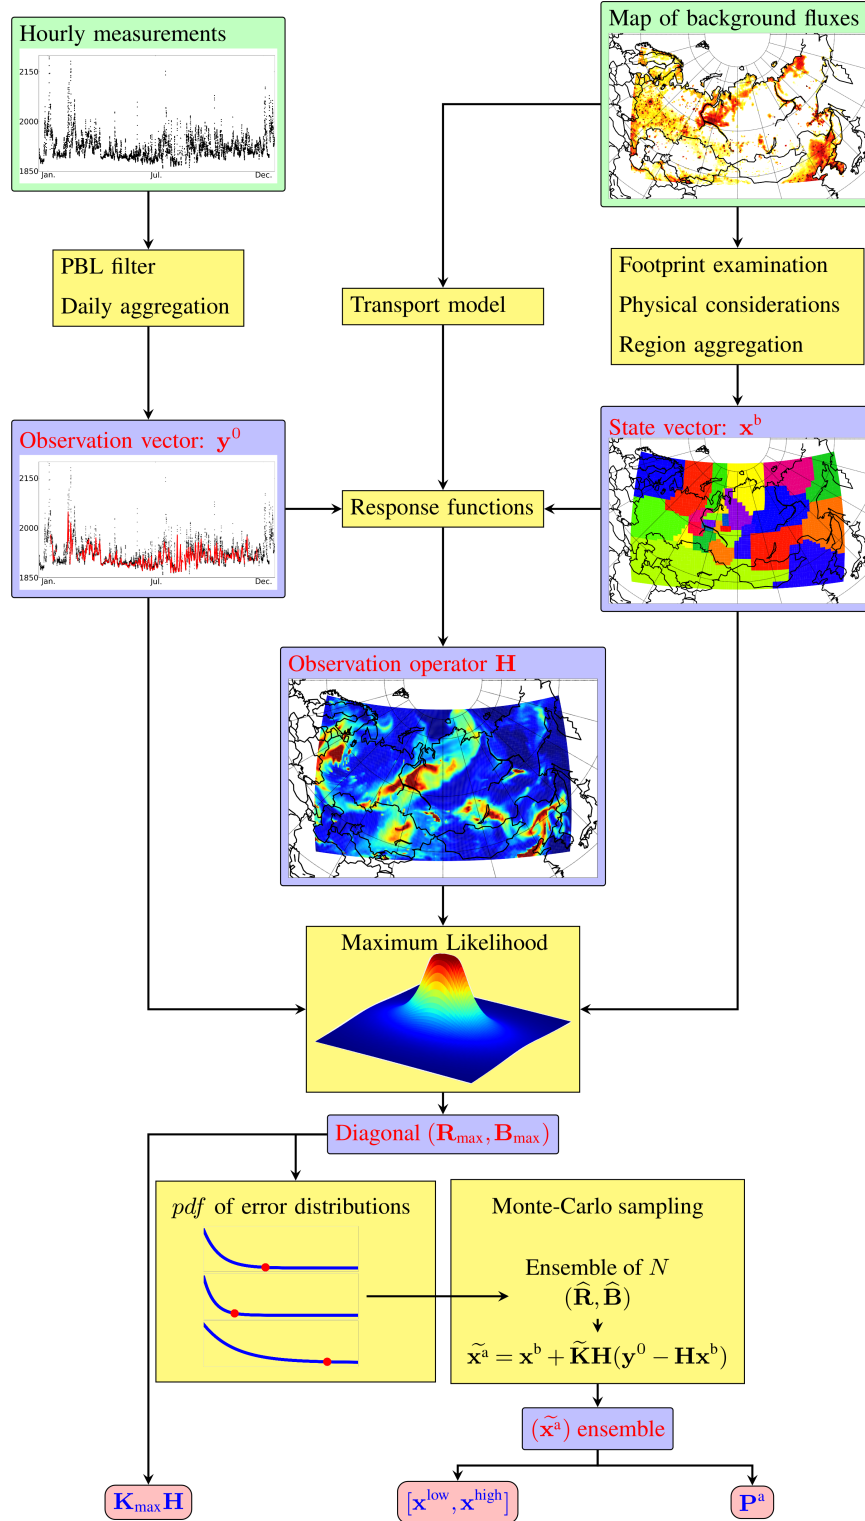 Hourly measurements
2150
2000
1850
Jan.
Jul.
Dec.
Map of background fluxes
PBL filter
Daily aggregation
Transport model
Footprint examination
Physical considerations
Region aggregation
Observation vector: y⁰
2150
2000
1850
Jan.
Jul.
Dec.
Response functions
State vector: xᵇ
Observation operator H
Maximum Likelihood
Diagonal (R_max, B_max)
pdf of error distributions
Monte-Carlo sampling
Ensemble of N
(R̂, B̂)
x̃ᵃ = xᵇ + K̃H(y⁰ − Hxᵇ)
(x̃ᵃ) ensemble
K_maxH
[x^low, x^high]
Pᵃ